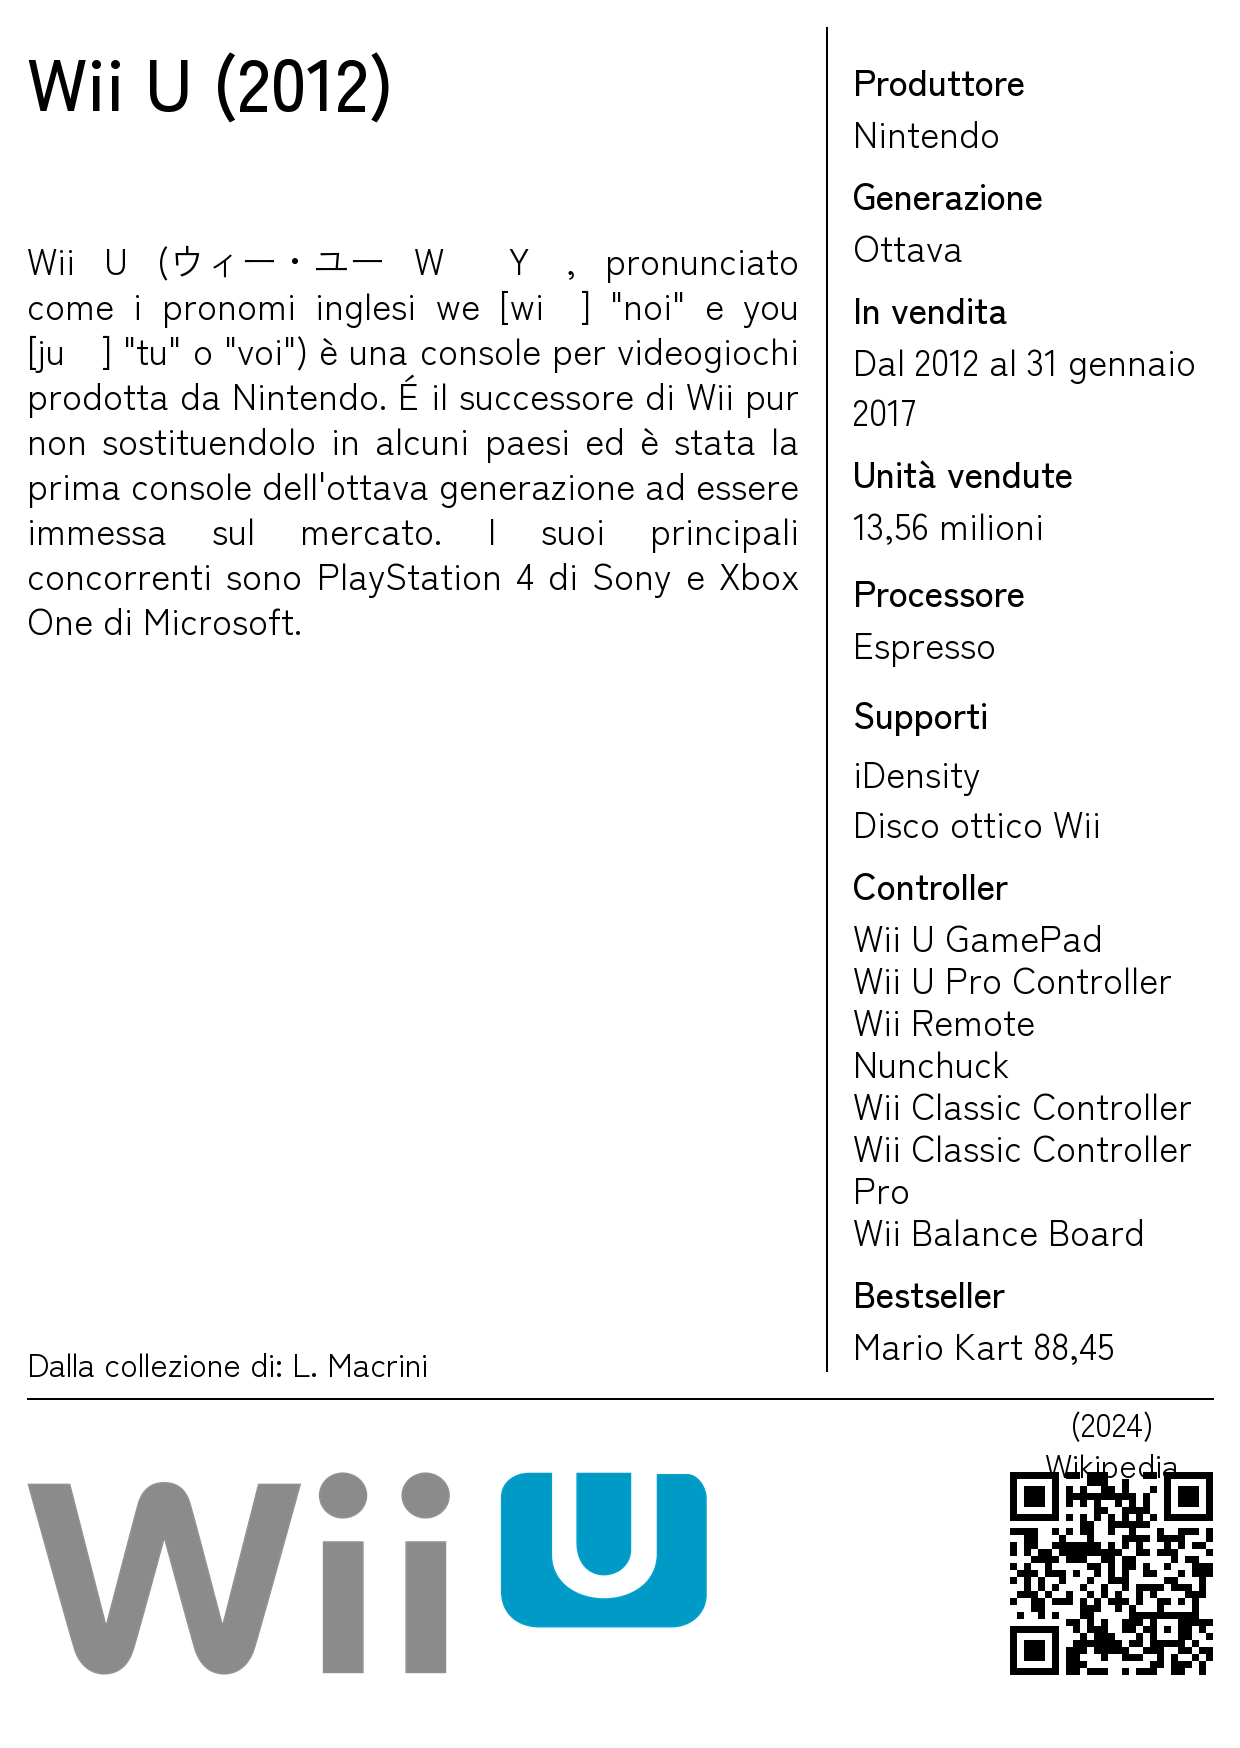 Wii U (2012)
Wii U (ウィー・ユー W Y , pronunciato
come i pronomi inglesi we [wi ] "noi" e you
[ju ] "tu" o "voi") è una console per videogiochi
prodotta da Nintendo. É il successore di Wii pur
non sostituendolo in alcuni paesi ed è stata la
prima console dell'ottava generazione ad essere
immessa sul mercato. I suoi principali
concorrenti sono PlayStation 4 di Sony e Xbox
One di Microsoft.
Dalla collezione di: L. Macrini
Produttore
Nintendo
Generazione
Ottava
In vendita
Dal 2012 al 31 gennaio
2017
Unità vendute
13,56 milioni
Processore
Espresso
Supporti
iDensity
Disco ottico Wii
Controller
Wii U GamePad
Wii U Pro Controller
Wii Remote
Nunchuck
Wii Classic Controller
Wii Classic Controller
Pro
Wii Balance Board
Bestseller
Mario Kart 88,45
(2024)
Wikipedia
Wii U